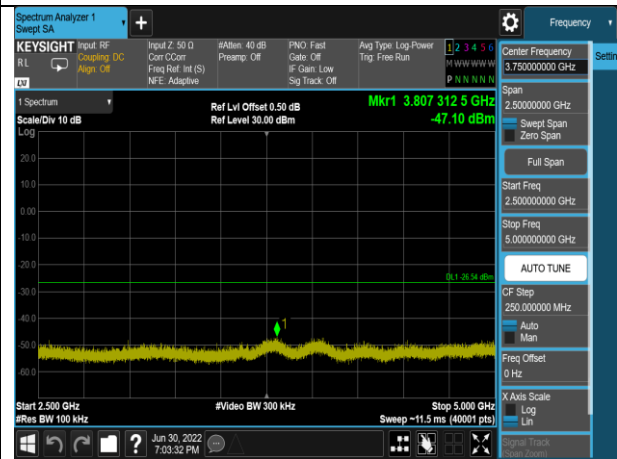 Spectrum Analyzer 1
Swept SA
+
Frequency
KEYSIGHT
RL
LXI
Input: RF
Coupling: DC
Align: Off
Input Z: 50 Ω
Corr CCorr
Freq Ref: Int (S)
NFE: Adaptive
#Atten: 40 dB
Preamp: Off
PNO: Fast
Gate: Off
IF Gain: Low
Sig Track: Off
Avg Type: Log-Power
Trig: Free Run
1 2 3 4 5 6
M W W W W W
P N N N N N
1 Spectrum
Scale/Div 10 dB
Log
Ref Lvl Offset 0.50 dB
Ref Level 30.00 dBm
Mkr1 3.807 312 5 GHz
-47.10 dBm
20.0
10.0
0.00
-10.0
-20.0
-30.0
-40.0
-50.0
-60.0
DL1 -26.54 dBm
1
Start 2.500 GHz
#Res BW 100 kHz
#Video BW 300 kHz
Stop 5.000 GHz
Sweep ~11.5 ms (40001 pts)
Jun 30, 2022
7:03:32 PM
Center Frequency
3.750000000 GHz
Settin
Span
2.50000000 GHz
Swept Span
Zero Span
Full Span
Start Freq
2.500000000 GHz
Stop Freq
5.000000000 GHz
AUTO TUNE
CF Step
250.000000 MHz
Auto
Man
Freq Offset
0 Hz
X Axis Scale
Log
Lin
Signal Track
(Span Zoom)